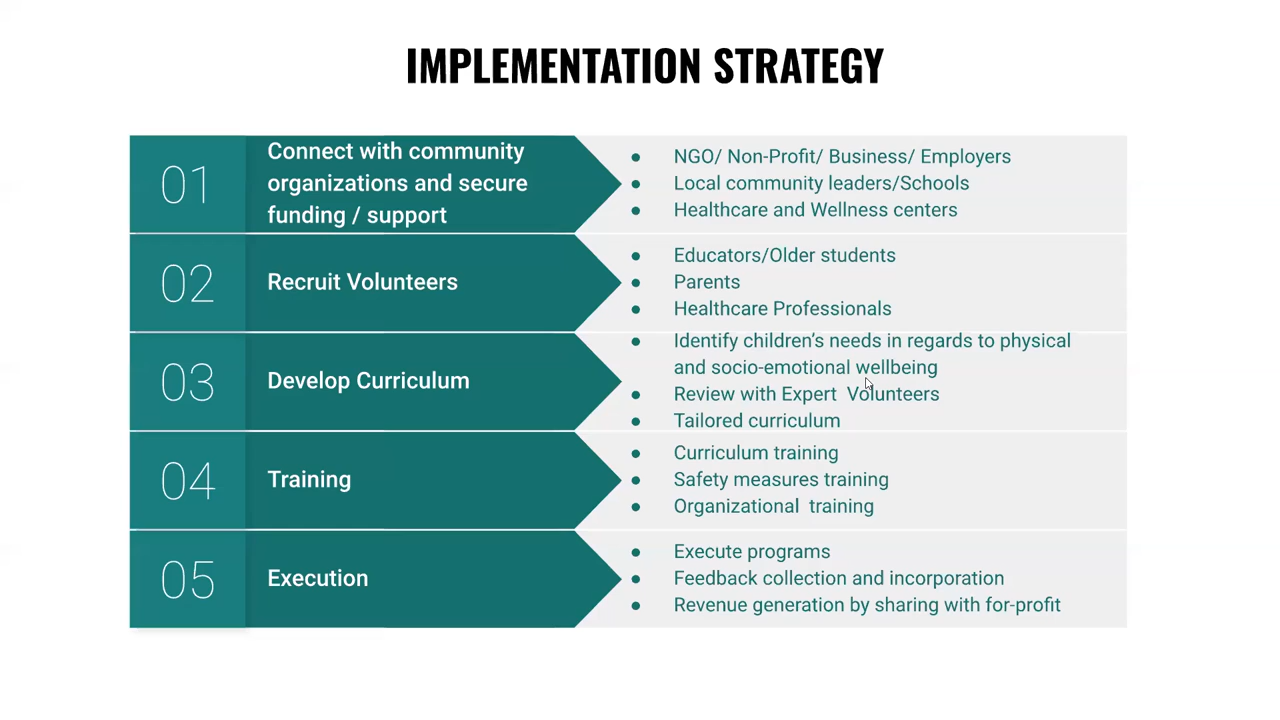 IMPLEMENTATION STRATEGY
01
Connect with community
organizations and secure
funding / support
● NGO/ Non-Profit/ Business/ Employers
● Local community leaders/Schools
● Healthcare and Wellness centers
02
Recruit Volunteers
● Educators/Older students
● Parents
● Healthcare Professionals
03
Develop Curriculum
● Identify children’s needs in regards to physical
and socio-emotional wellbeing
● Review with Expert  Volunteers
● Tailored curriculum
04
Training
● Curriculum training
● Safety measures training
● Organizational  training
05
Execution
● Execute programs
● Feedback collection and incorporation
● Revenue generation by sharing with for-profit